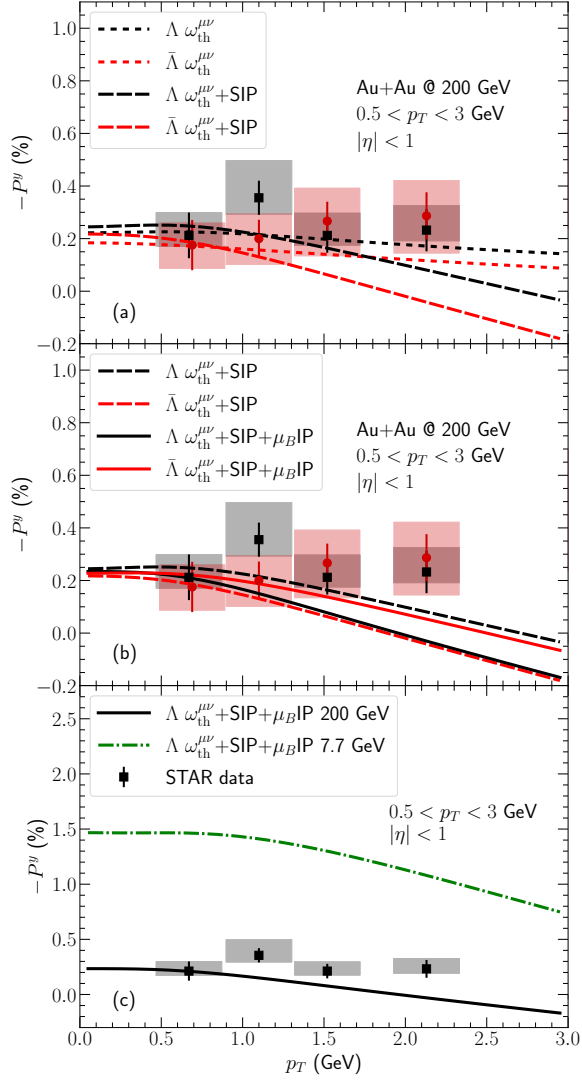 1.0
0.8
0.6
0.4
0.2
0.0
−0.2
−P^y (%)
Λ ω_th^μν
Λ̄ ω_th^μν
Λ ω_th^μν+SIP
Λ̄ ω_th^μν+SIP
Au+Au @ 200 GeV
0.5 < p_T < 3 GeV
|η| < 1
(a)
1.0
0.8
0.6
0.4
0.2
0.0
−0.2
−P^y (%)
Λ ω_th^μν+SIP
Λ̄ ω_th^μν+SIP
Λ ω_th^μν+SIP+μ_BIP
Λ̄ ω_th^μν+SIP+μ_BIP
Au+Au @ 200 GeV
0.5 < p_T < 3 GeV
|η| < 1
(b)
2.5
2.0
1.5
1.0
0.5
0.0
−P^y (%)
Λ ω_th^μν+SIP+μ_BIP 200 GeV
Λ ω_th^μν+SIP+μ_BIP 7.7 GeV
STAR data
0.5 < p_T < 3 GeV
|η| < 1
(c)
0.0 0.5 1.0 1.5 2.0 2.5 3.0
p_T (GeV)